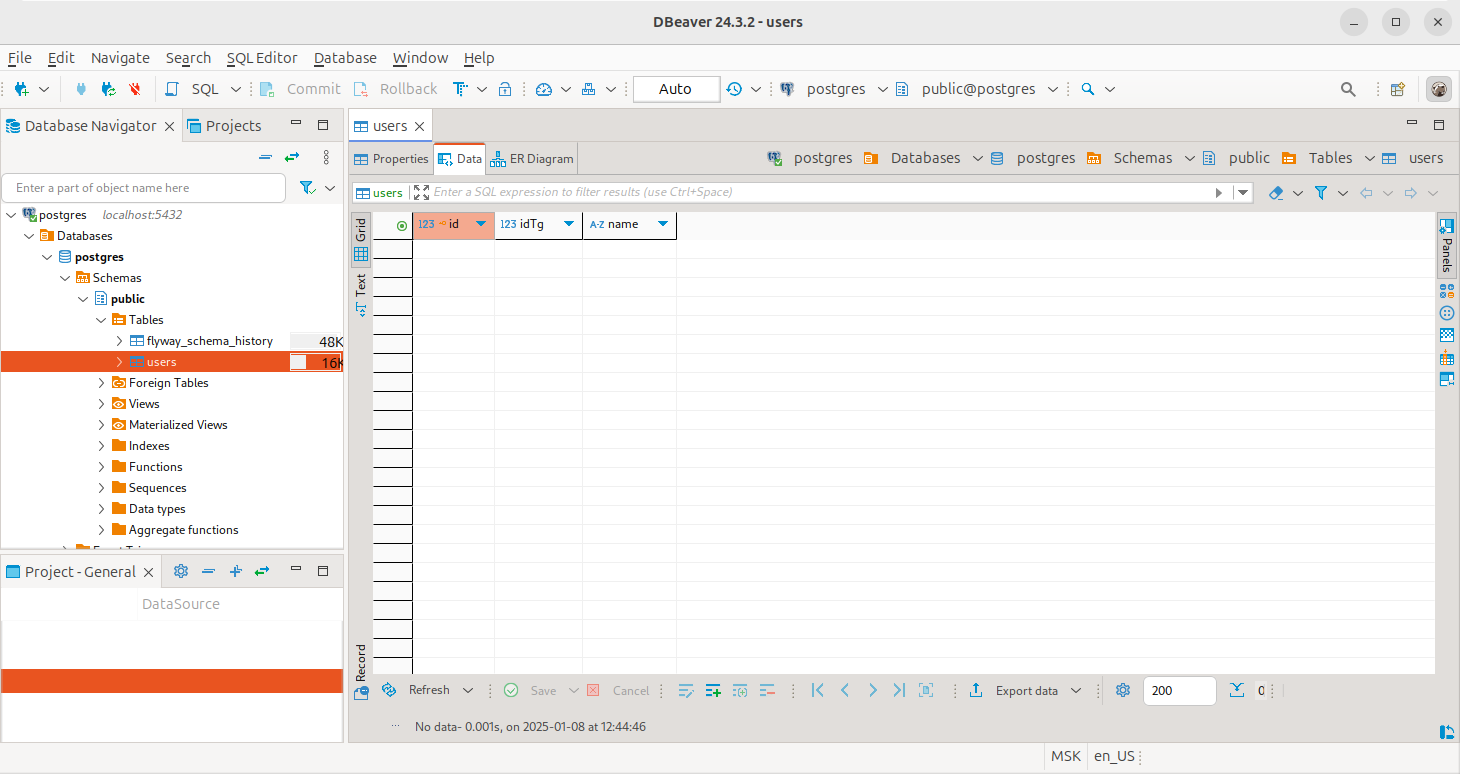 DBeaver 24.3.2 - users
File Edit Navigate Search SQL Editor Database Window Help
SQL Commit Rollback T Auto postgres public@postgres
Database Navigator Projects
Enter a part of object name here
postgres localhost:5432
Databases
postgres
Schemas
public
Tables
flyway_schema_history 48K
users 16K
Foreign Tables
Views
Materialized Views
Indexes
Functions
Sequences
Data types
Aggregate functions
Project - General
DataSource
users
Properties Data ER Diagram postgres Databases postgres Schemas public Tables users
users Enter a SQL expression to filter results (use Ctrl+Space)
Grid
Text
Record
123 id 123 idTg A-Z name
Panels
Refresh Save Cancel Export data 200 0
No data - 0.001s, on 2025-01-08 at 12:44:46
MSK en_US